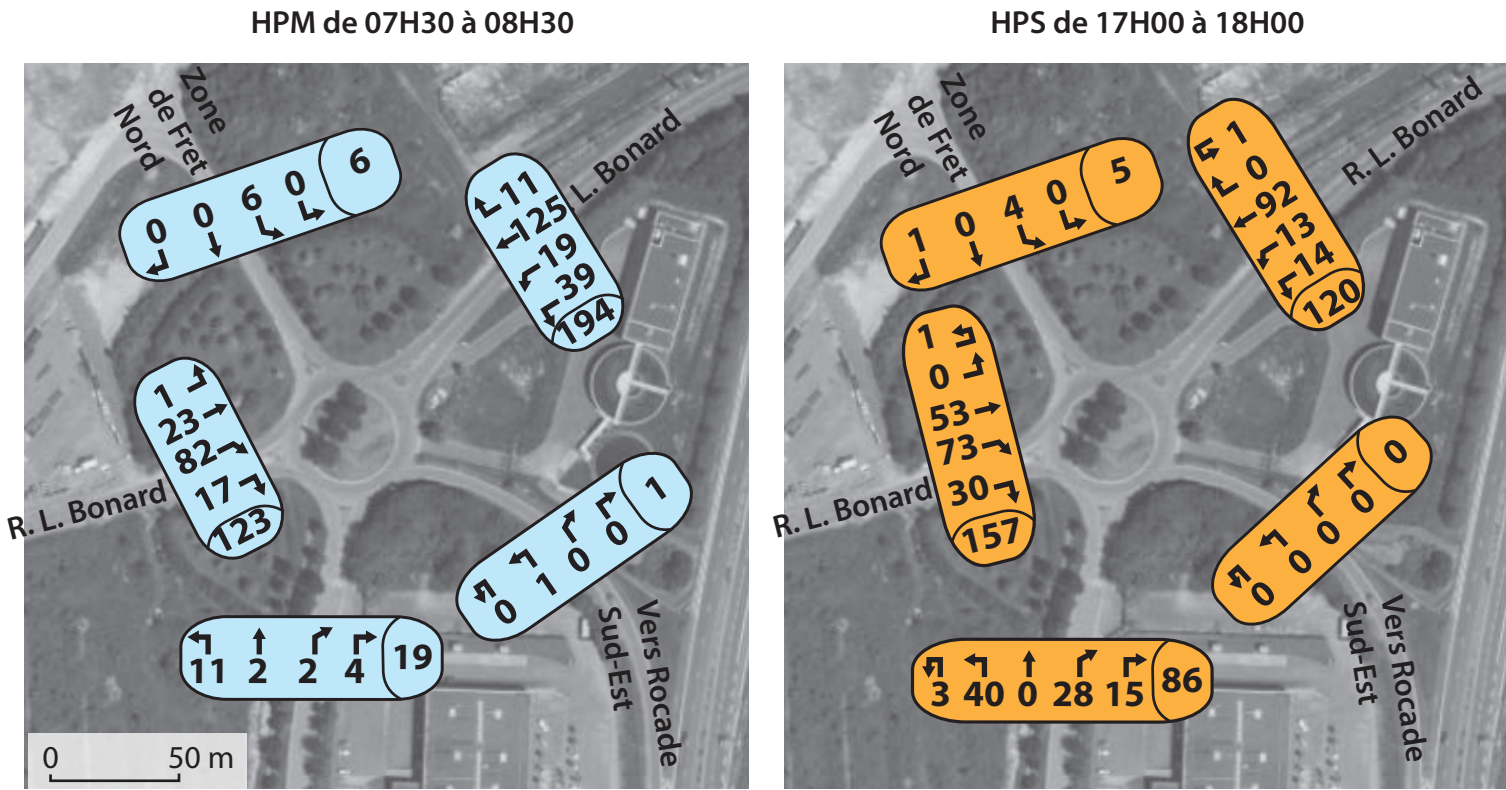 HPM de 07H30 à 08H30
Zone
de Fret
Nord
L. Bonard
0 0 6 0 6
11
125
19
39
194
1
23
82
17
123
R. L. Bonard
0 1 0 0 1
11 2 2 4 19
Vers Rocade
Sud-Est
0 50 m
HPS de 17H00 à 18H00
Zone
de Fret
Nord
R. L. Bonard
1 0 4 0 5
1
0
92
13
14
120
1
0
53
73
30
157
R. L. Bonard
0 0 0 0 0
3 40 0 28 15 86
Vers Rocade
Sud-Est